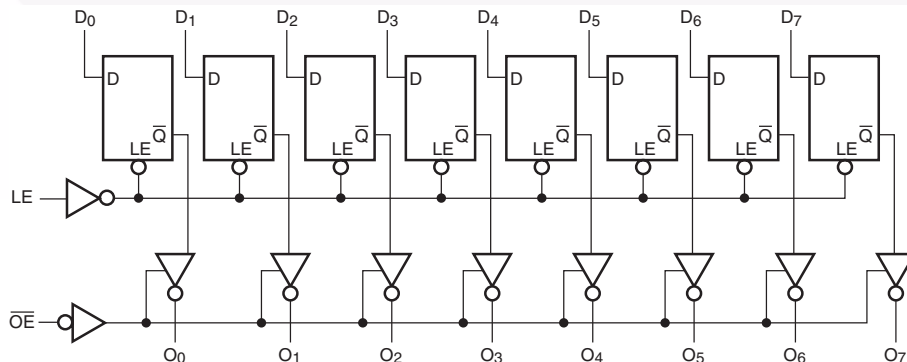 D0 D1 D2 D3 D4 D5 D6 D7
D D D D D D D D
Q̅ Q̅ Q̅ Q̅ Q̅ Q̅ Q̅ Q̅
LE LE LE LE LE LE LE LE
LE
O̅E̅
O0 O1 O2 O3 O4 O5 O6 O7